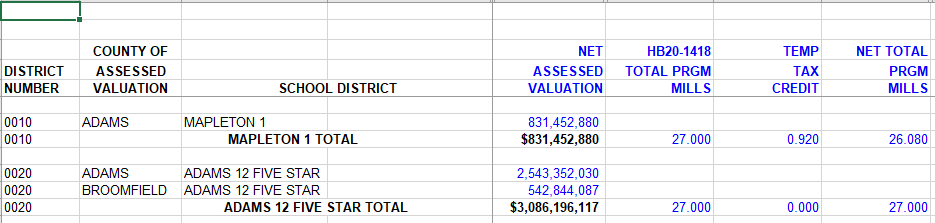 COUNTY OF NET HB20-1418 TEMP NET TOTAL
DISTRICT ASSESSED ASSESSED TOTAL PRGM TAX PRGM
NUMBER VALUATION SCHOOL DISTRICT VALUATION MILLS CREDIT MILLS
0010 ADAMS MAPLETON 1 831,452,880
0010 MAPLETON 1 TOTAL $831,452,880 27.000 0.920 26.080
0020 ADAMS ADAMS 12 FIVE STAR 2,543,352,030
0020 BROOMFIELD ADAMS 12 FIVE STAR 542,844,087
0020 ADAMS 12 FIVE STAR TOTAL $3,086,196,117 27.000 0.000 27.000